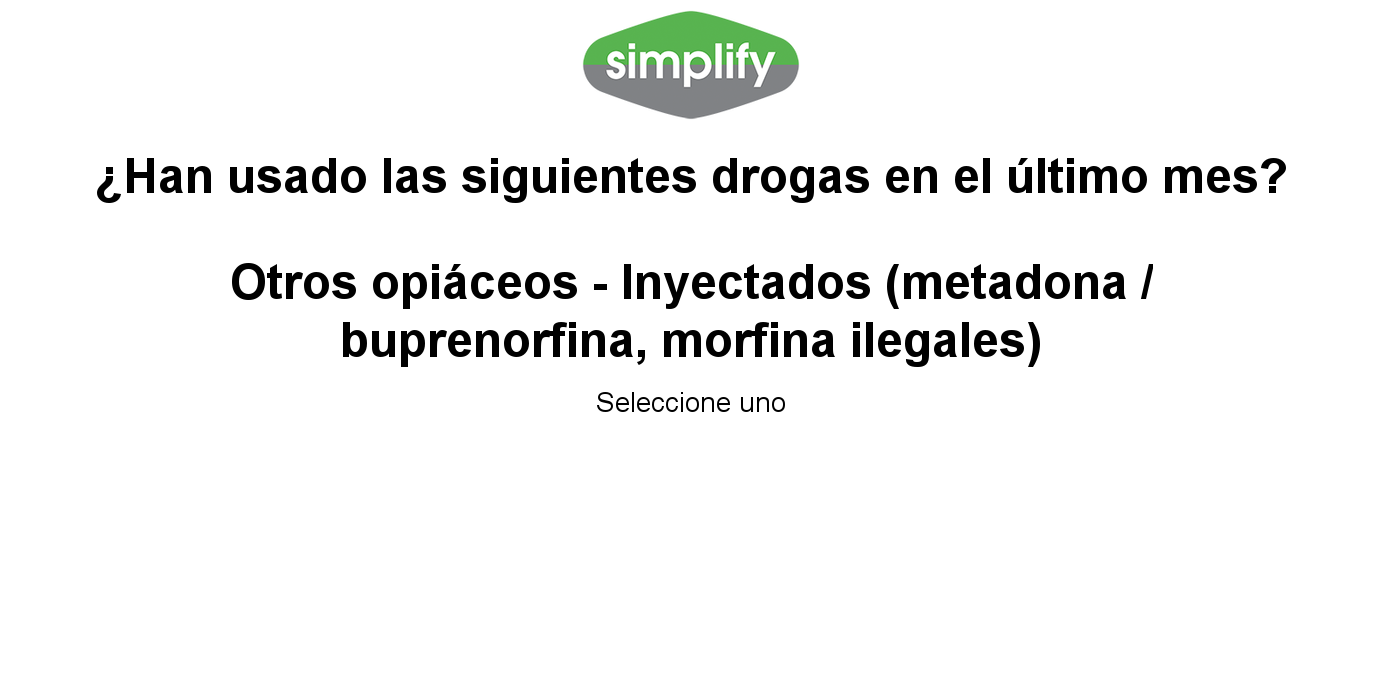 simplify
¿Han usado las siguientes drogas en el último mes?
Otros opiáceos - Inyectados (metadona /
buprenorfina, morfina ilegales)
Seleccione uno